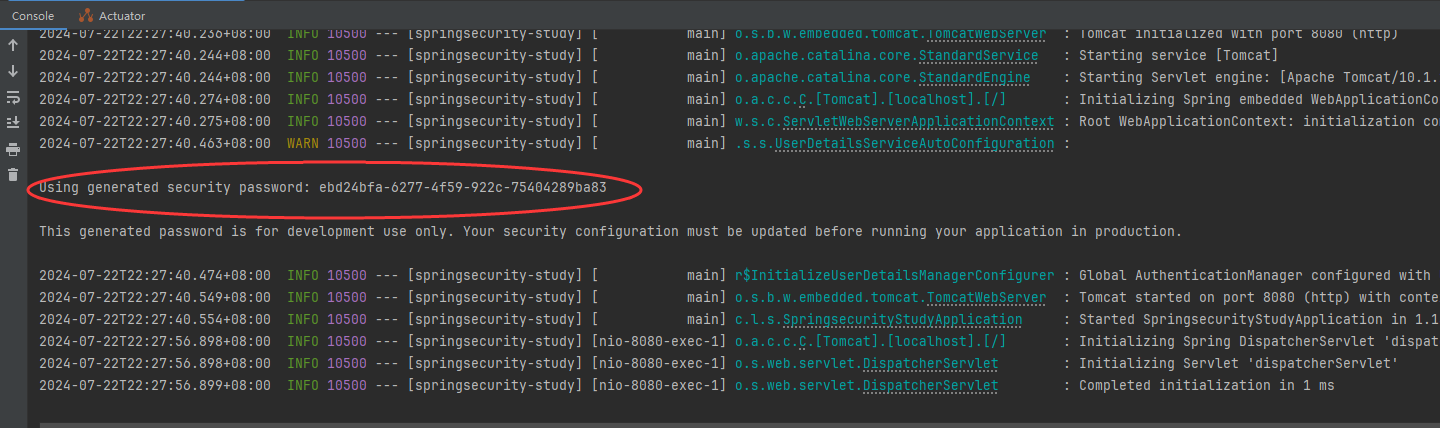 Console Actuator
2024-07-22T22:27:40.236+08:00 INFO 10500 --- [springsecurity-study] [ main] o.s.b.w.embedded.tomcat.TomcatWebServer : Tomcat initialized with port 8080 (http)
2024-07-22T22:27:40.244+08:00 INFO 10500 --- [springsecurity-study] [ main] o.apache.catalina.core.StandardService : Starting service [Tomcat]
2024-07-22T22:27:40.244+08:00 INFO 10500 --- [springsecurity-study] [ main] o.apache.catalina.core.StandardEngine : Starting Servlet engine: [Apache Tomcat/10.1.
2024-07-22T22:27:40.274+08:00 INFO 10500 --- [springsecurity-study] [ main] o.a.c.c.C.[Tomcat].[localhost].[/] : Initializing Spring embedded WebApplicationCo
2024-07-22T22:27:40.275+08:00 INFO 10500 --- [springsecurity-study] [ main] w.s.c.ServletWebServerApplicationContext : Root WebApplicationContext: initialization co
2024-07-22T22:27:40.463+08:00 WARN 10500 --- [springsecurity-study] [ main] .s.s.UserDetailsServiceAutoConfiguration :
Using generated security password: ebd24bfa-6277-4f59-922c-75404289ba83
This generated password is for development use only. Your security configuration must be updated before running your application in production.
2024-07-22T22:27:40.474+08:00 INFO 10500 --- [springsecurity-study] [ main] r$InitializeUserDetailsManagerConfigurer : Global AuthenticationManager configured with
2024-07-22T22:27:40.549+08:00 INFO 10500 --- [springsecurity-study] [ main] o.s.b.w.embedded.tomcat.TomcatWebServer : Tomcat started on port 8080 (http) with conte
2024-07-22T22:27:40.554+08:00 INFO 10500 --- [springsecurity-study] [ main] c.l.s.SpringsecurityStudyApplication : Started SpringsecurityStudyApplication in 1.1
2024-07-22T22:27:56.898+08:00 INFO 10500 --- [springsecurity-study] [nio-8080-exec-1] o.a.c.c.C.[Tomcat].[localhost].[/] : Initializing Spring DispatcherServlet 'dispat
2024-07-22T22:27:56.898+08:00 INFO 10500 --- [springsecurity-study] [nio-8080-exec-1] o.s.web.servlet.DispatcherServlet : Initializing Servlet 'dispatcherServlet'
2024-07-22T22:27:56.899+08:00 INFO 10500 --- [springsecurity-study] [nio-8080-exec-1] o.s.web.servlet.DispatcherServlet : Completed initialization in 1 ms